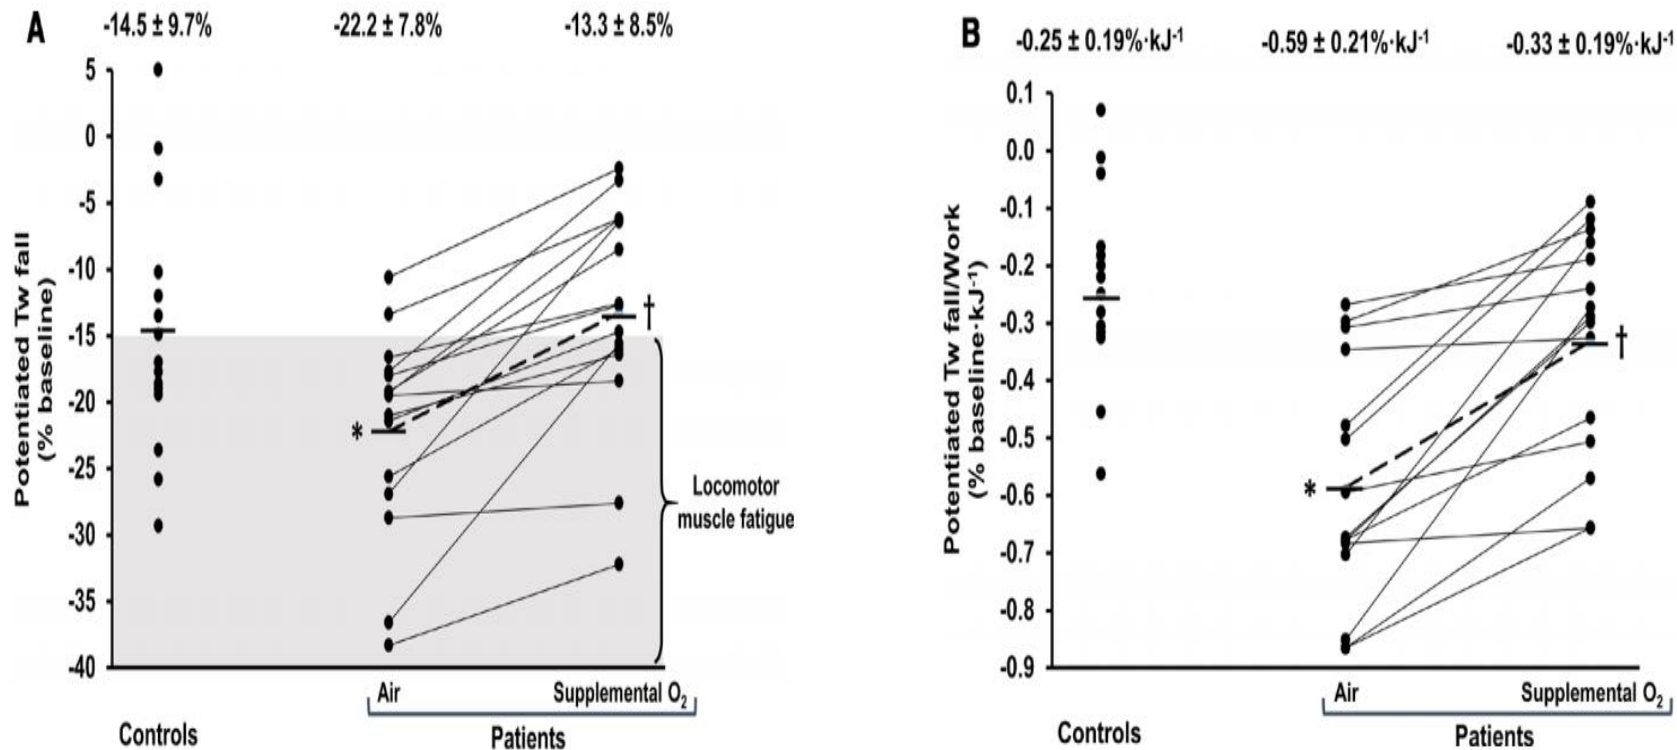 A
-14.5 ± 9.7%
-22.2 ± 7.8%
-13.3 ± 8.5%
Potentiated Tw fall
(% baseline)
5
0
-5
-10
-15
-20
-25
-30
-35
-40
*
†
Locomotor
muscle fatigue
Air
Supplemental O₂
Controls
Patients
B
-0.25 ± 0.19%·kJ⁻¹
-0.59 ± 0.21%·kJ⁻¹
-0.33 ± 0.19%·kJ⁻¹
Potentiated Tw fall/Work
(% baseline·kJ⁻¹)
0.1
0.0
-0.1
-0.2
-0.3
-0.4
-0.5
-0.6
-0.7
-0.8
-0.9
*
†
Air
Supplemental O₂
Controls
Patients